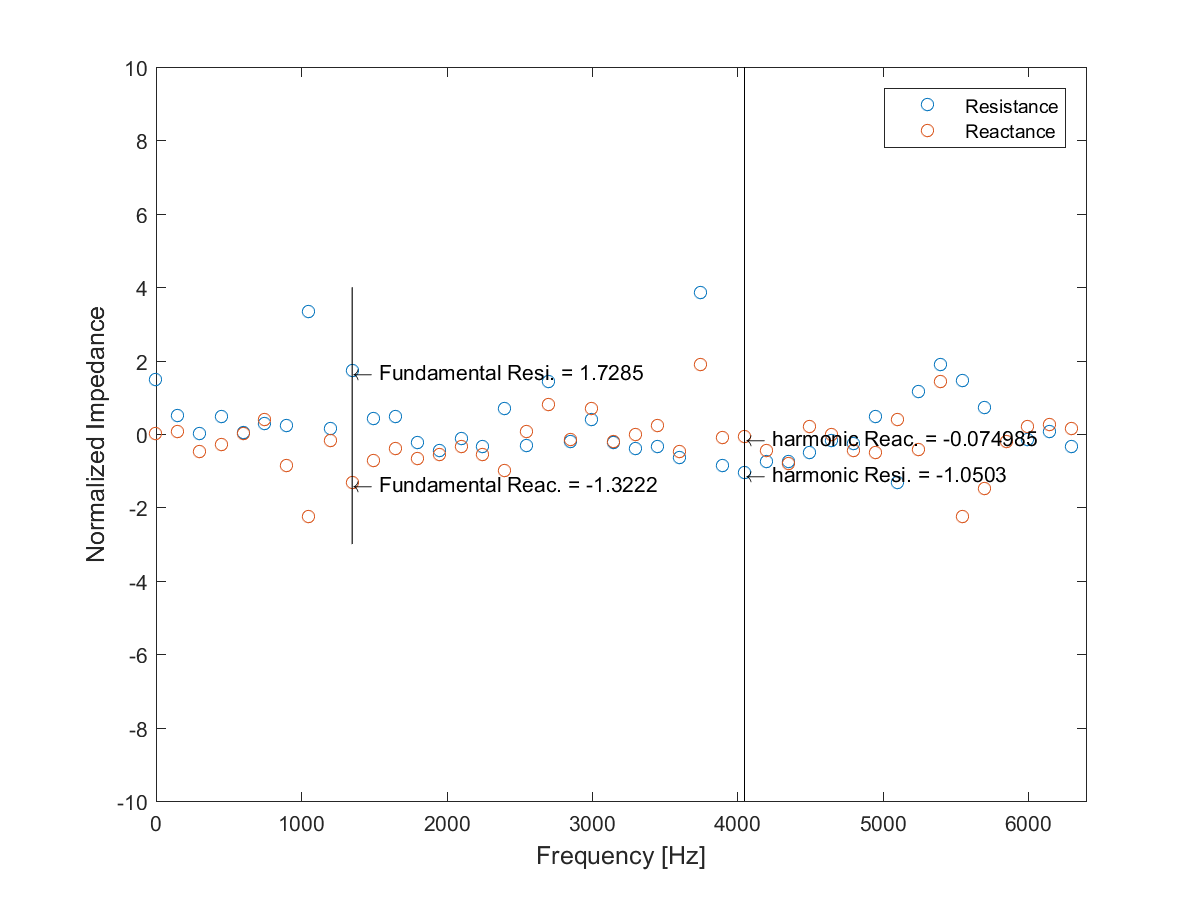 10
8
6
4
2
0
-2
-4
-6
-8
-10
Normalized Impedance
Resistance
Reactance
Fundamental Resi. = 1.7285
harmonic Reac. = -0.074985
harmonic Resi. = -1.0503
Fundamental Reac. = -1.3222
0 1000 2000 3000 4000 5000 6000
Frequency [Hz]